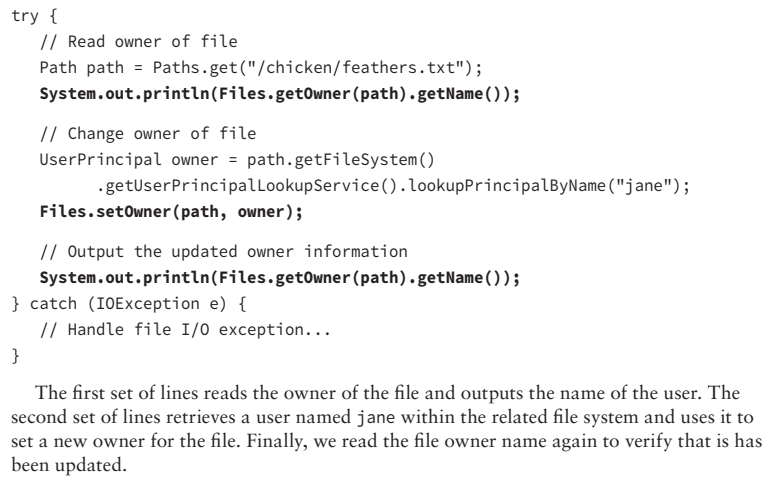 try {
// Read owner of file
Path path = Paths.get("/chicken/feathers.txt");
System.out.println(Files.getOwner(path).getName());
// Change owner of file
UserPrincipal owner = path.getFileSystem()
.getUserPrincipalLookupService().lookupPrincipalByName("jane");
Files.setOwner(path, owner);
// Output the updated owner information
System.out.println(Files.getOwner(path).getName());
} catch (IOException e) {
// Handle file I/O exception...
}
The first set of lines reads the owner of the file and outputs the name of the user. The
second set of lines retrieves a user named jane within the related file system and uses it to
set a new owner for the file. Finally, we read the file owner name again to verify that is has
been updated.